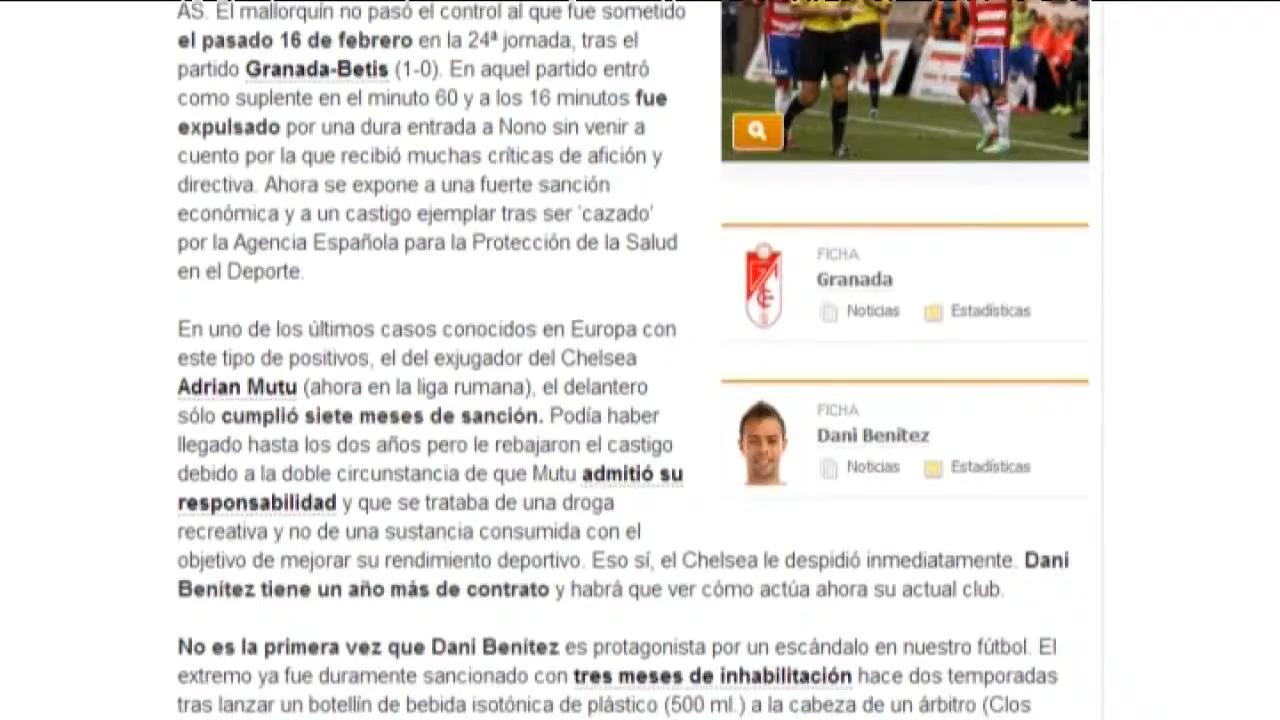 AS. El mallorquín no pasó el control al que fue sometido
el pasado 16 de febrero en la 24ª jornada, tras el
partido Granada-Betis (1-0). En aquel partido entró
como suplente en el minuto 60 y a los 16 minutos fue
expulsado por una dura entrada a Nono sin venir a
cuento por la que recibió muchas críticas de afición y
directiva. Ahora se expone a una fuerte sanción
económica y a un castigo ejemplar tras ser 'cazado'
por la Agencia Española para la Protección de la Salud
en el Deporte.
En uno de los últimos casos conocidos en Europa con
este tipo de positivos, el del exjugador del Chelsea
Adrian Mutu (ahora en la liga rumana), el delantero
sólo cumplió siete meses de sanción. Podía haber
llegado hasta los dos años pero le rebajaron el castigo
debido a la doble circunstancia de que Mutu admitió su
responsabilidad y que se trataba de una droga
recreativa y no de una sustancia consumida con el
objetivo de mejorar su rendimiento deportivo. Eso sí, el Chelsea le despidió inmediatamente. Dani
Benítez tiene un año más de contrato y habrá que ver cómo actúa ahora su actual club.
No es la primera vez que Dani Benítez es protagonista por un escándalo en nuestro fútbol. El
extremo ya fue duramente sancionado con tres meses de inhabilitación hace dos temporadas
tras lanzar un botellín de bebida isotónica de plástico (500 ml.) a la cabeza de un árbitro (Clos
FICHA
Granada
Noticias Estadísticas
FICHA
Dani Benítez
Noticias Estadísticas